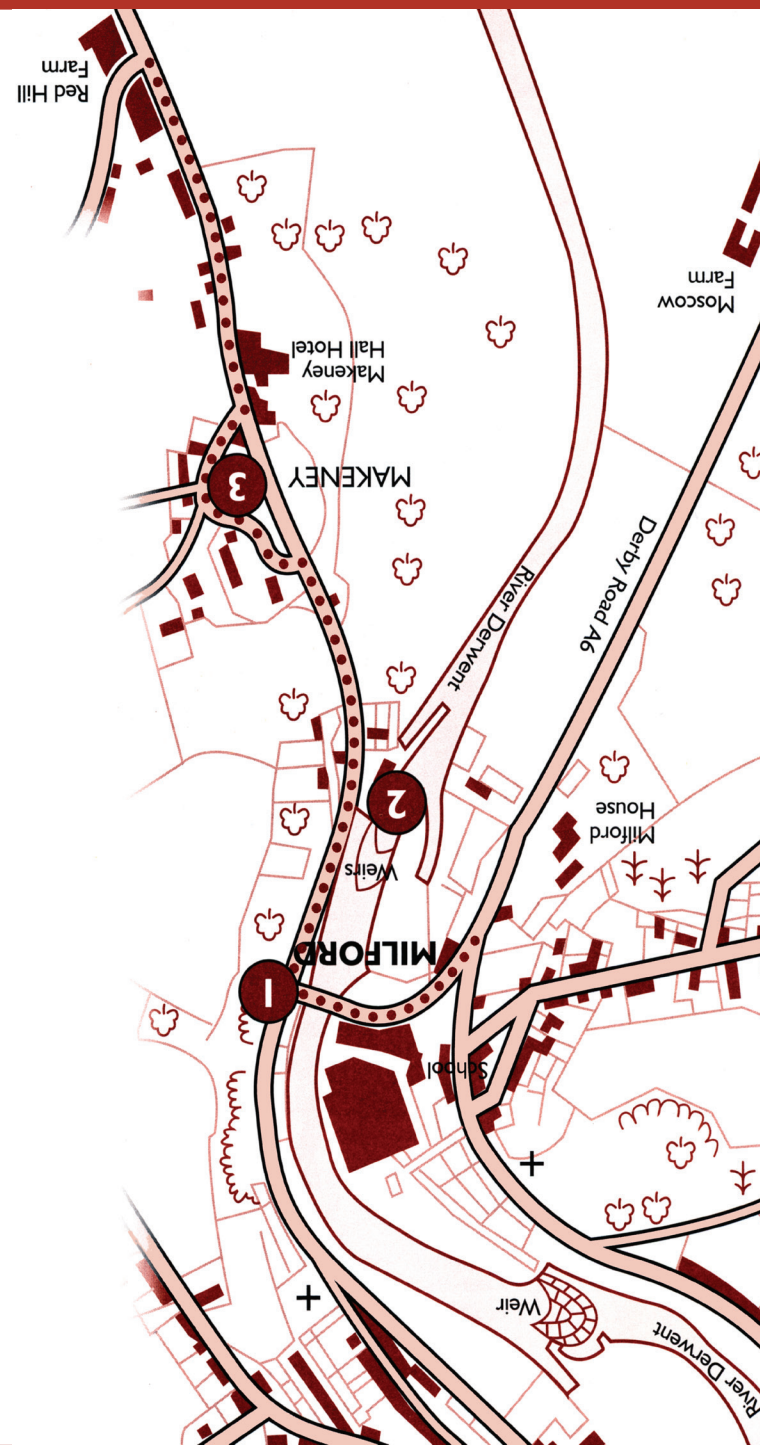 River Derwent
Weir
School
1
MILFORD
Weirs
Milford
House
2
River Derwent
Derby Road A6
3
MAKENEY
Makeney
Hall Hotel
Moscow
Farm
Red Hill
Farm